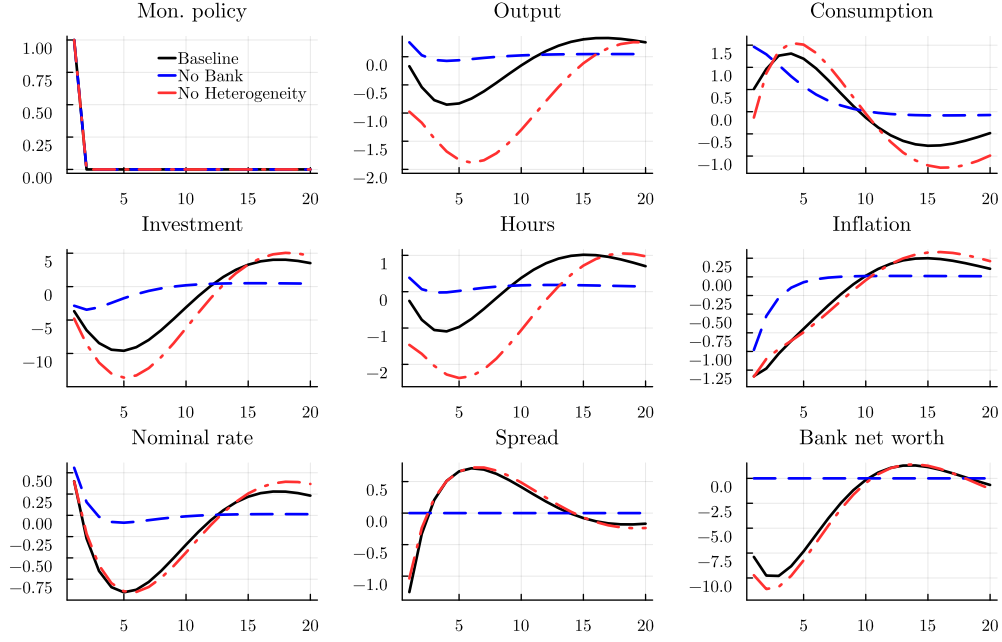 Mon. policy
1.00
0.75
0.50
0.25
0.00
5 10 15 20
Baseline
No Bank
No Heterogeneity
Output
0.0
−0.5
−1.0
−1.5
−2.0
5 10 15 20
Consumption
1.5
1.0
0.5
0.0
−0.5
−1.0
5 10 15 20
Investment
5
0
−5
−10
5 10 15 20
Hours
1
0
−1
−2
5 10 15 20
Inflation
0.25
0.00
−0.25
−0.50
−0.75
−1.00
−1.25
5 10 15 20
Nominal rate
0.50
0.25
0.00
−0.25
−0.50
−0.75
5 10 15 20
Spread
0.5
0.0
−0.5
−1.0
5 10 15 20
Bank net worth
0.0
−2.5
−5.0
−7.5
−10.0
5 10 15 20